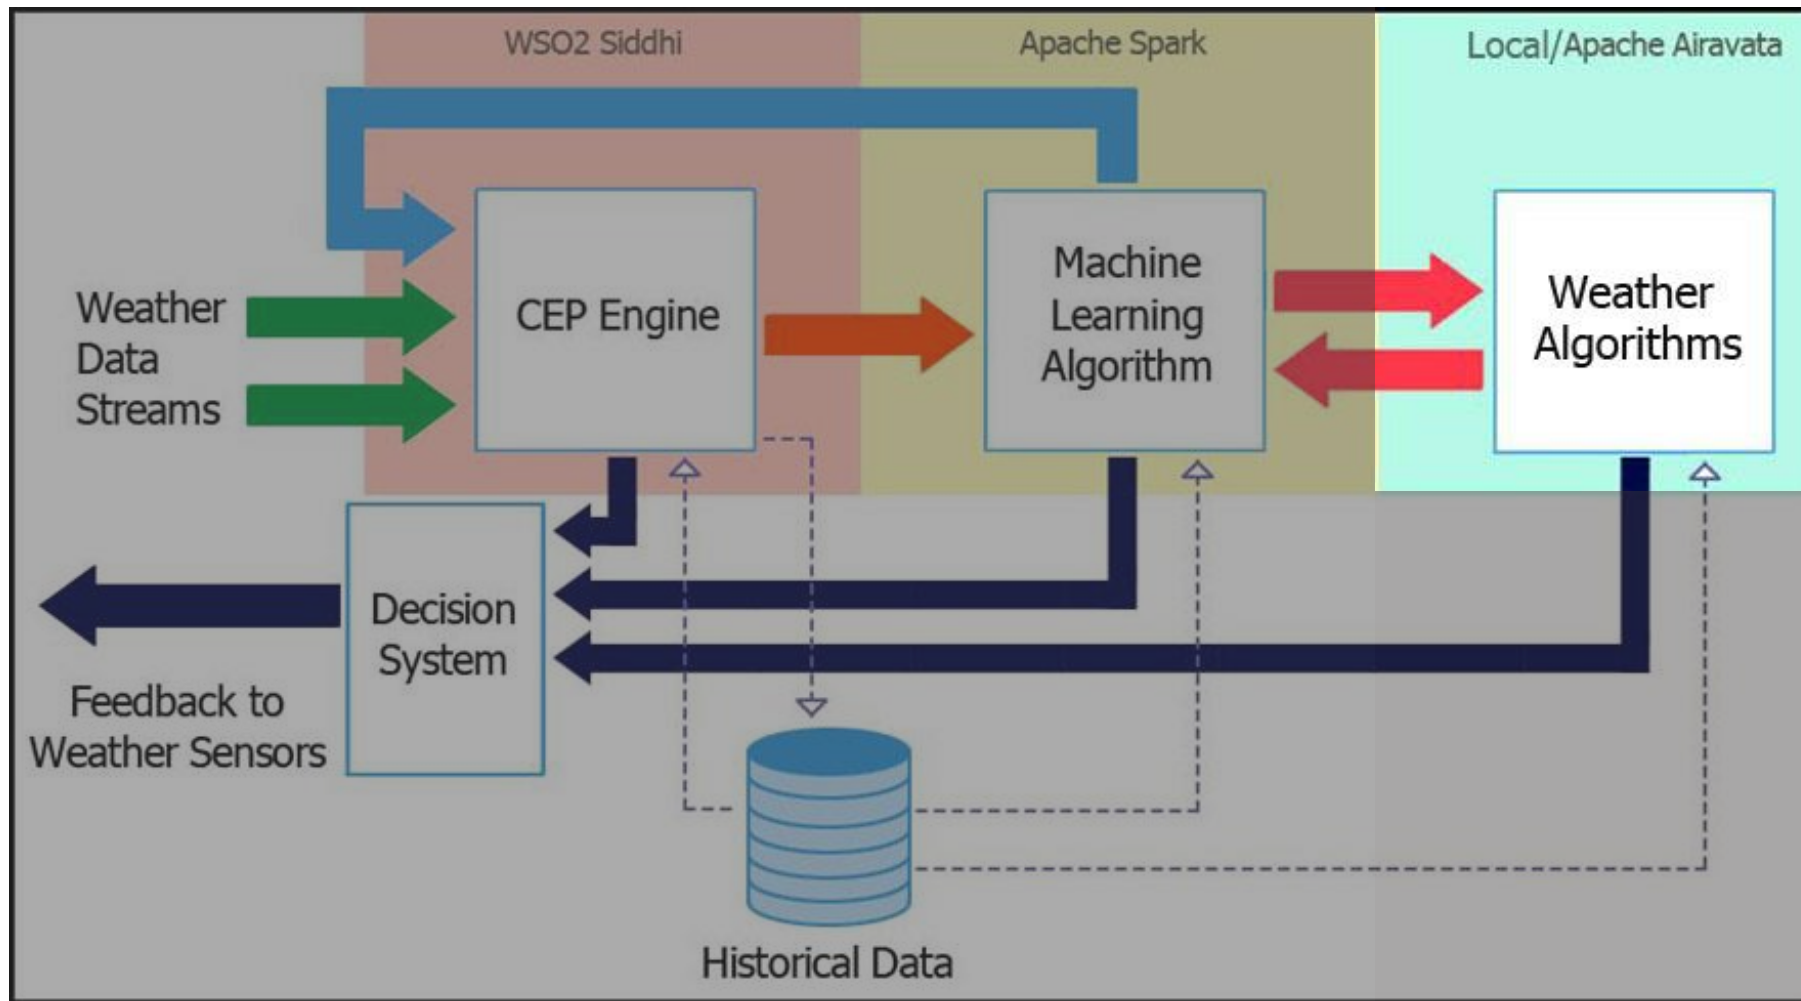 WSO2 Siddhi
Apache Spark
Local/Apache Airavata
Weather
Data
Streams
CEP Engine
Machine
Learning
Algorithm
Weather
Algorithms
Decision
System
Feedback to
Weather Sensors
Historical Data